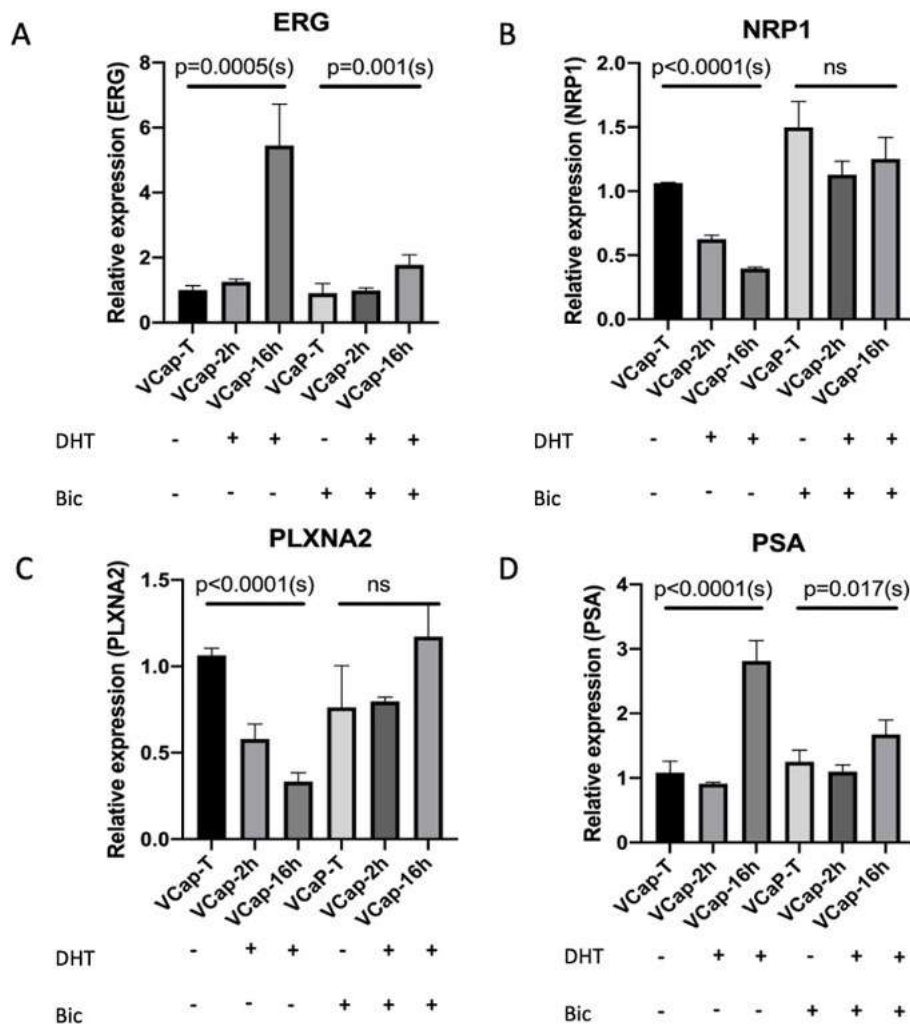 A
ERG
p=0.0005(s) p=0.001(s)
Relative expression (ERG)
8
6
4
2
0
VCap-T VCap-2h VCap-16h VCaP-T VCap-2h VCap-16h
DHT - + + - + +
Bic - - - + + +
B
NRP1
p<0.0001(s) ns
Relative expression (NRP1)
2.0
1.5
1.0
0.5
0.0
VCap-T VCap-2h VCap-16h VCaP-T VCap-2h VCap-16h
DHT - + + - + +
Bic - - - + + +
C
PLXNA2
p<0.0001(s) ns
Relative expression (PLXNA2)
1.5
1.0
0.5
0.0
VCap-T VCap-2h VCap-16h VCaP-T VCap-2h VCap-16h
DHT - + + - + +
Bic - - - + + +
D
PSA
p<0.0001(s) p=0.017(s)
Relative expression (PSA)
4
3
2
1
0
VCap-T VCap-2h VCap-16h VCaP-T VCap-2h VCap-16h
DHT - + + - + +
Bic - - - + + +